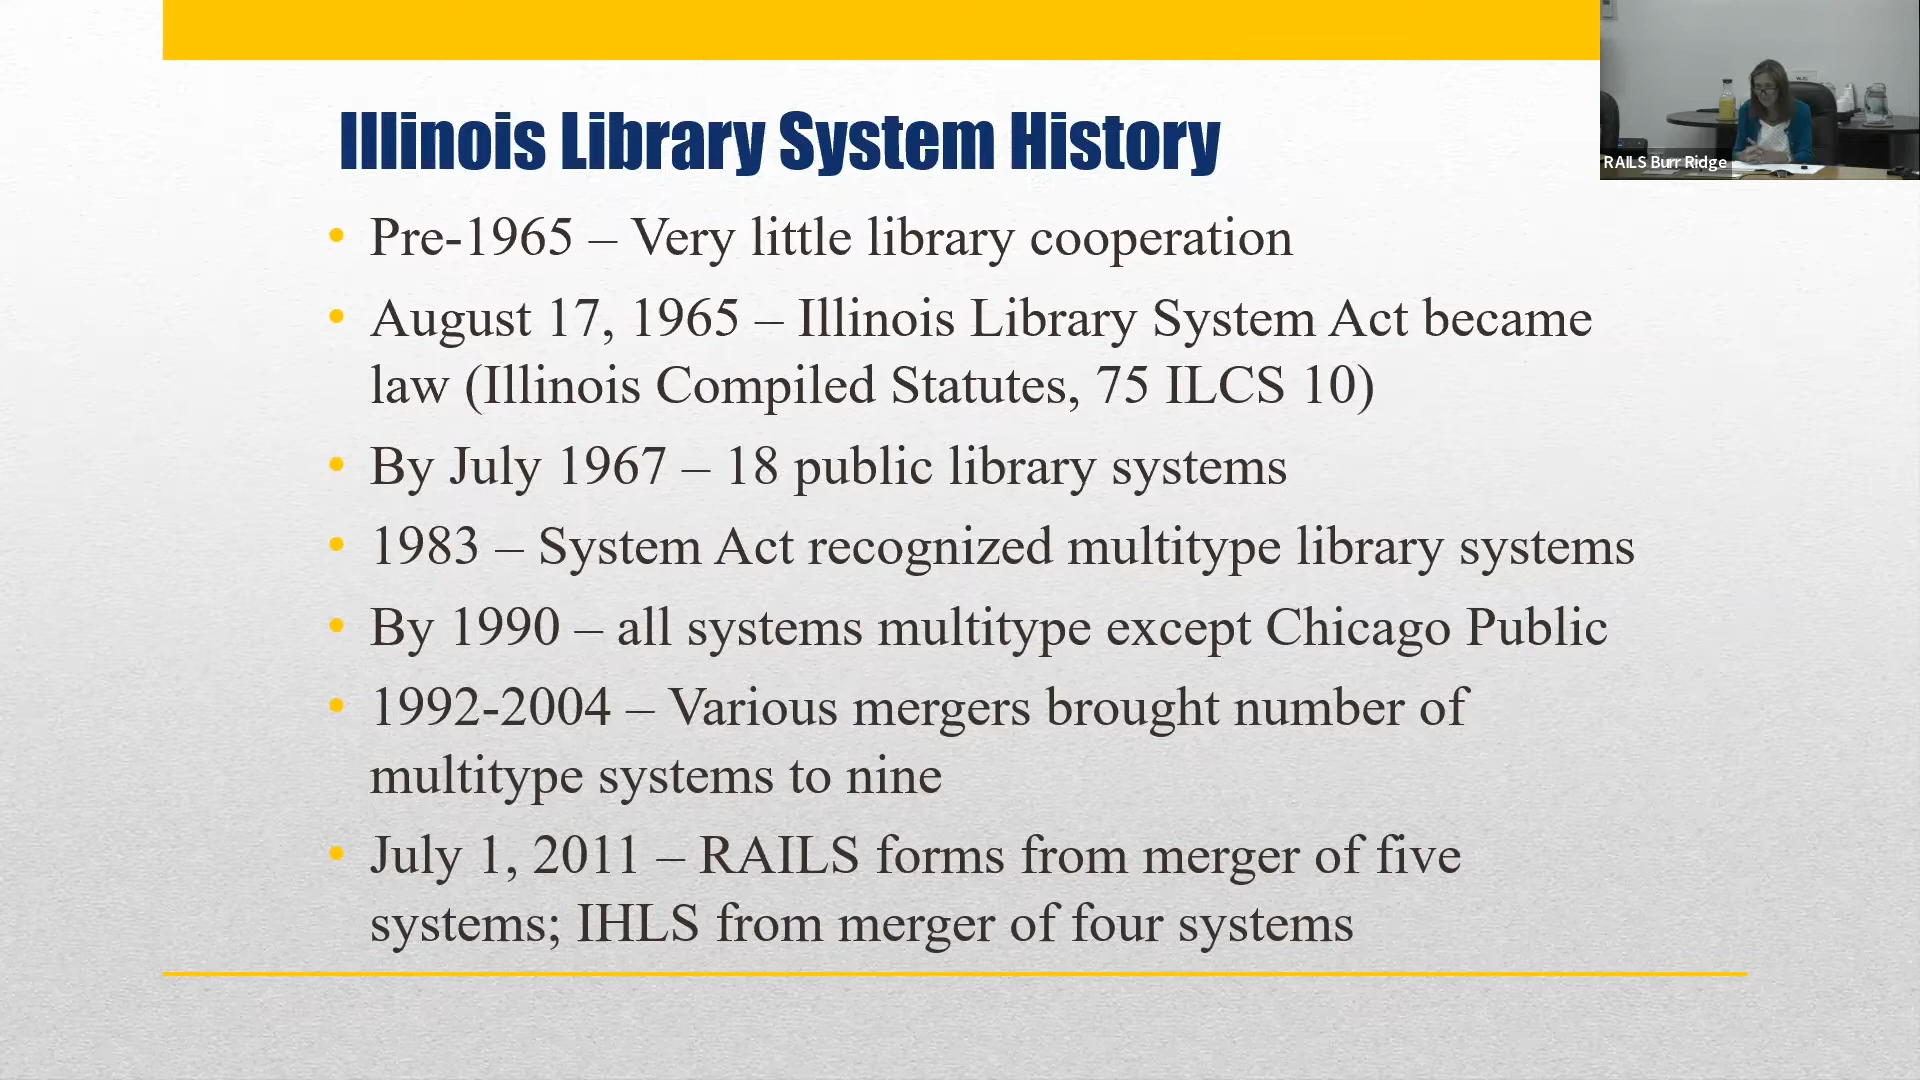 Illinois Library System History
RAILS Burr Ridge
• Pre-1965 – Very little library cooperation
• August 17, 1965 – Illinois Library System Act became
law (Illinois Compiled Statutes, 75 ILCS 10)
• By July 1967 – 18 public library systems
• 1983 – System Act recognized multitype library systems
• By 1990 – all systems multitype except Chicago Public
• 1992-2004 – Various mergers brought number of
multitype systems to nine
• July 1, 2011 – RAILS forms from merger of five
systems; IHLS from merger of four systems